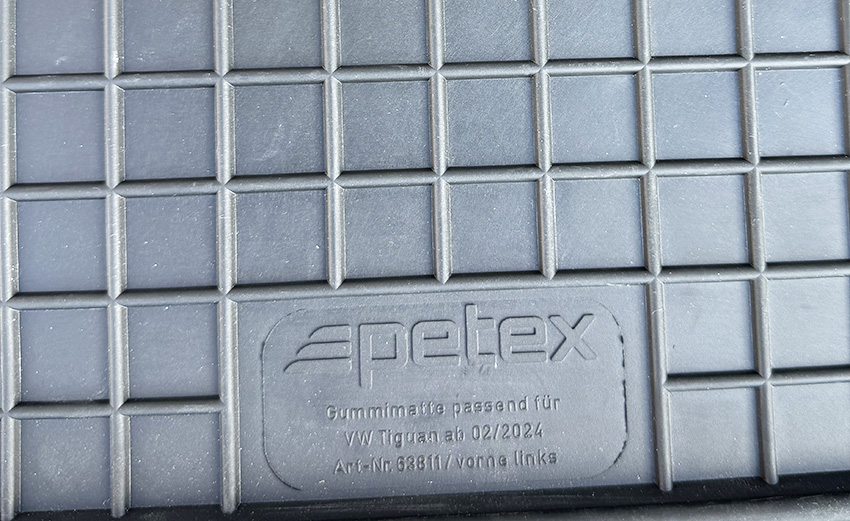 petex
Gummimatte passend für
VW Tiguan ab 02/2024
Art-Nr. 63811 / vorne links